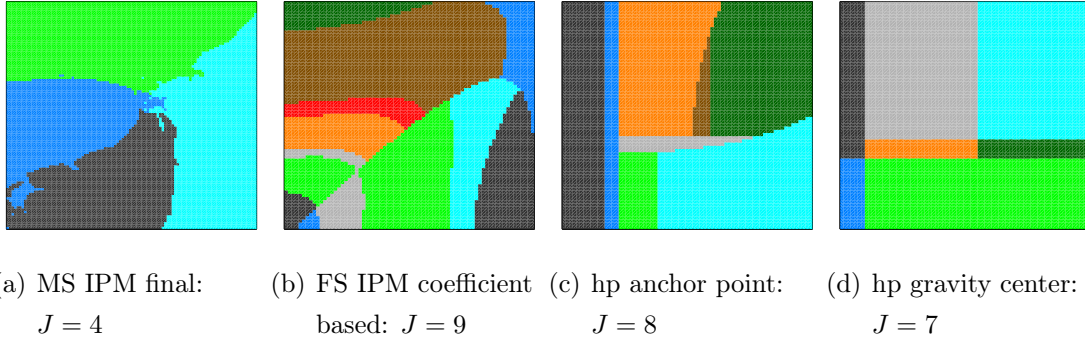 a) MS IPM final:
J = 4
(b) FS IPM coefficient
based: J = 9
(c) hp anchor point:
J = 8
(d) hp gravity center:
J = 7